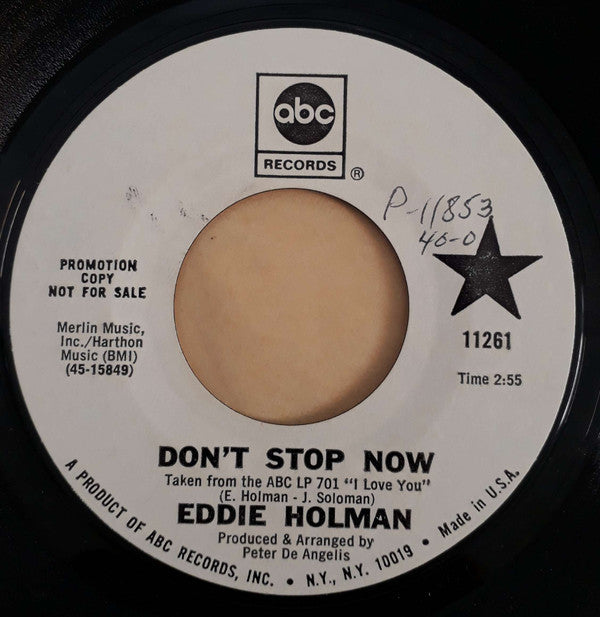 abc
RECORDS ®
P-11853
40-0
PROMOTION
COPY
NOT FOR SALE
Merlin Music,
Inc./Harthon
Music (BMI)
(45-15849)
11261
Time 2:55
DON'T STOP NOW
Taken from the ABC LP 701 "I Love You"
(E. Holman - J. Soloman)
EDDIE HOLMAN
Produced & Arranged by
Peter De Angelis
A PRODUCT OF ABC RECORDS, INC. • N.Y., N.Y. 10019 • Made in U.S.A.